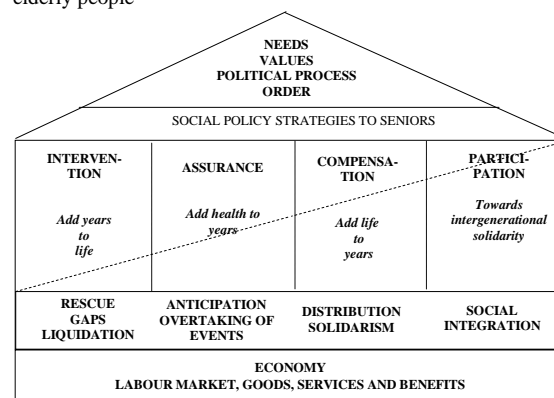 elderly people
NEEDS
VALUES
POLITICAL PROCESS
ORDER
SOCIAL POLICY STRATEGIES TO SENIORS
INTERVEN-
TION
Add years
to
life
ASSURANCE
Add health to
years
COMPENSA-
TION
Add life
to
years
PARTICI-
PATION
Towards
intergenerational
solidarity
RESCUE
GAPS
LIQUIDATION
ANTICIPATION
OVERTAKING OF
EVENTS
DISTRIBUTION
SOLIDARISM
SOCIAL
INTEGRATION
ECONOMY
LABOUR MARKET, GOODS, SERVICES AND BENEFITS